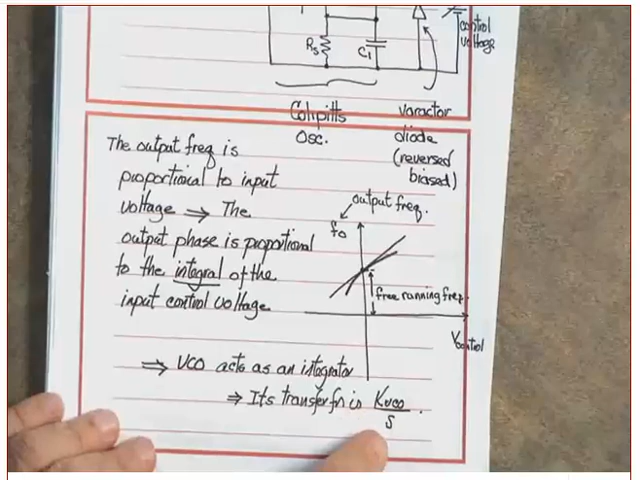 control
voltage
R5
C1
Colpitts
Osc.
varactor
diode
(reversed
biased)
The output freq is
proportional to input
voltage ⇒ The
output phase is proportional
to the integral of the
input control voltage
output freq.
fo
free running freq.
Vcontrol
⇒ VCO acts as an integrator
⇒ Its transfer fn is Kvco
s